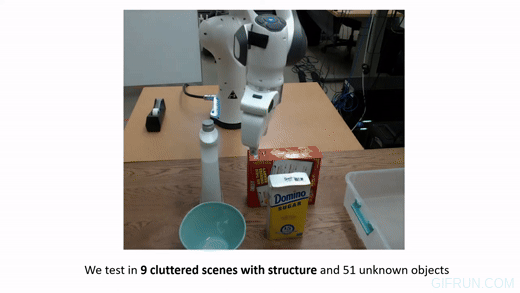 Domino
SUGAR
We test in 9 cluttered scenes with structure and 51 unknown objects
GIFRUN.COM